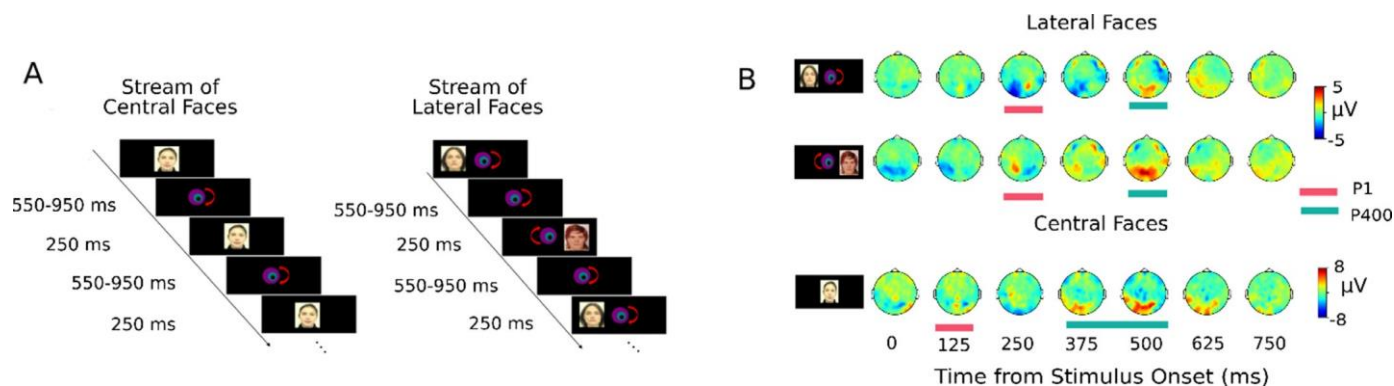 A
Stream of
Central Faces
Stream of
Lateral Faces
550-950 ms
250 ms
550-950 ms
250 ms
...
550-950 ms
250 ms
550-950 ms
250 ms
...
B
Lateral Faces
5
μV
-5
P1
P400
Central Faces
8
μV
-8
0 125 250 375 500 625 750
Time from Stimulus Onset (ms)